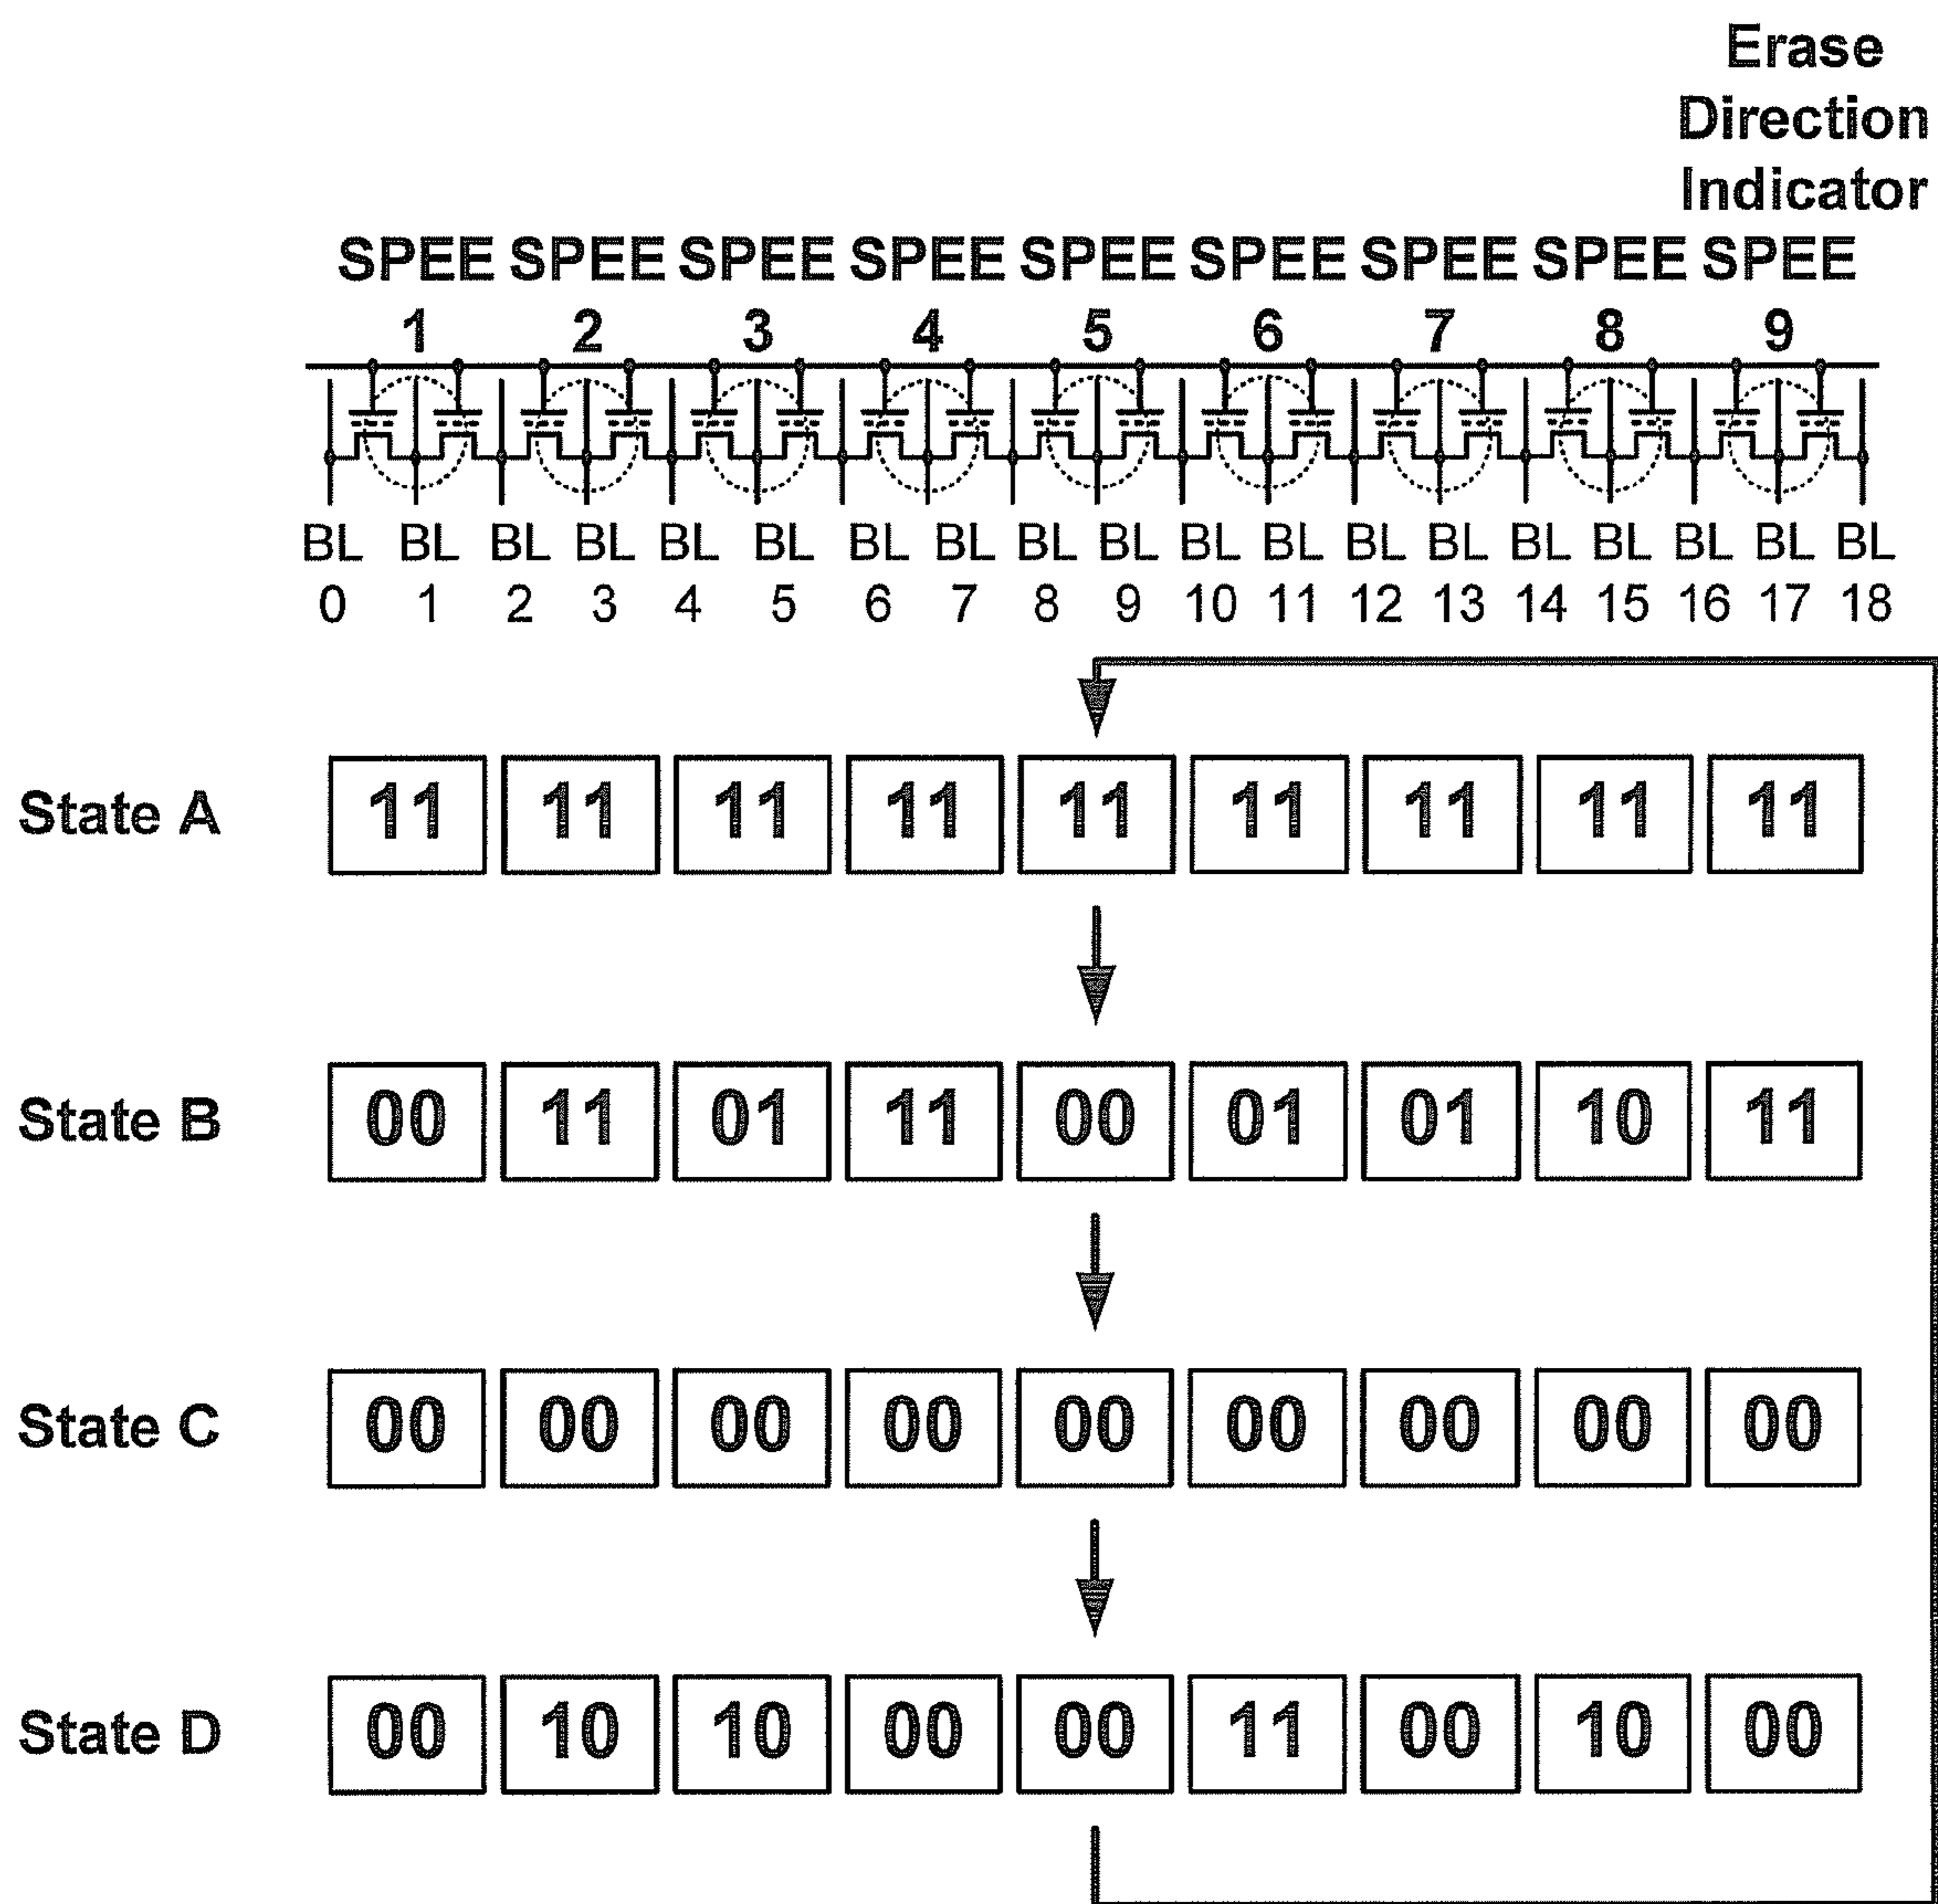 Erase
Direction
Indicator
SPEE SPEE SPEE SPEE SPEE SPEE SPEE SPEE SPEE
1 2 3 4 5 6 7 8 9
BL BL BL BL BL BL BL BL BL BL BL BL BL BL BL BL BL BL BL
0 1 2 3 4 5 6 7 8 9 10 11 12 13 14 15 16 17 18
State A 11 11 11 11 11 11 11 11 11
State B 00 11 01 11 00 01 01 10 11
State C 00 00 00 00 00 00 00 00 00
State D 00 10 10 00 00 11 00 10 00